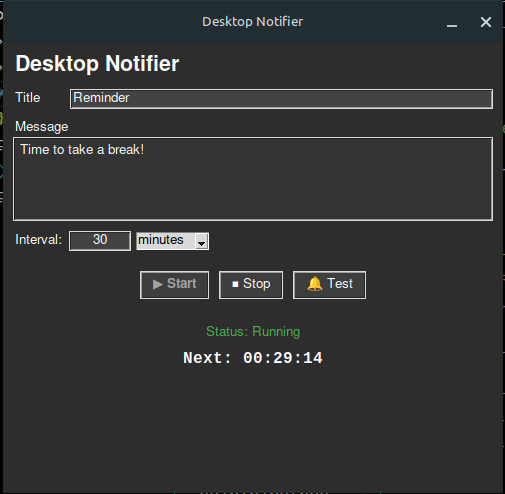 Desktop Notifier
Desktop Notifier
Title Reminder
Message
Time to take a break!
Interval: 30 minutes
▶ Start ■ Stop 🔔 Test
Status: Running
Next: 00:29:14